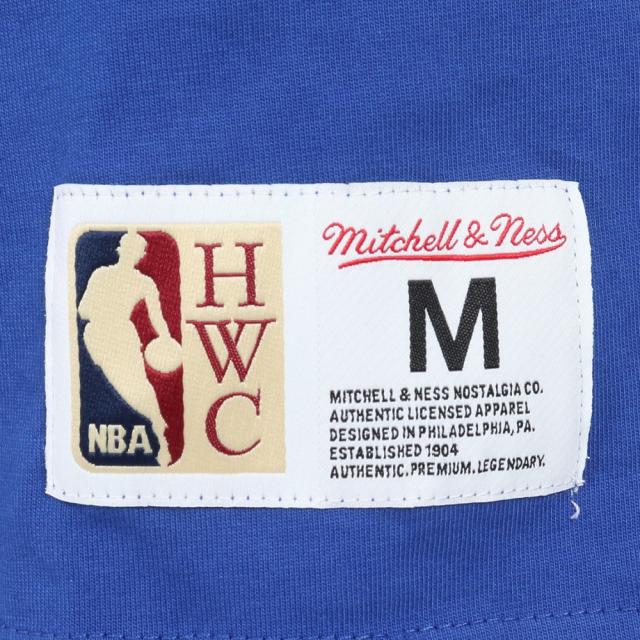 NBA
H
W
C
Mitchell & Ness
M
MITCHELL & NESS NOSTALGIA CO.
AUTHENTIC LICENSED APPAREL
DESIGNED IN PHILADELPHIA, PA.
ESTABLISHED 1904
AUTHENTIC. PREMIUM. LEGENDARY.